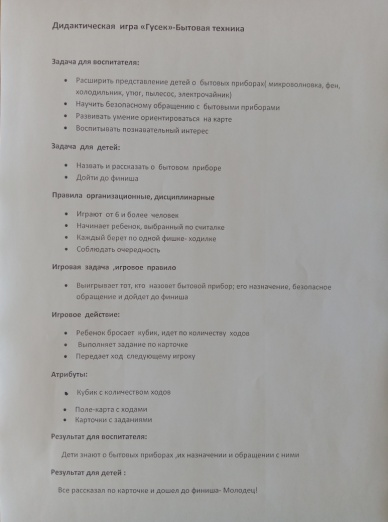 Дидактическая игра «Гусек»-Бытовая техника
Задача для воспитателя:
Расширить представление детей о бытовых приборах( микроволновка, фен,
холодильник, утюг, пылесос, электрочайник)
Научить безопасному обращению с бытовыми приборами
Развивать умение ориентироваться на карте
Воспитывать познавательный интерес
Задача для детей:
Назвать и рассказать о бытовом приборе
Дойти до финиша
Правила организационные, дисциплинарные
Играют от 6 и более человек
Начинает ребенок, выбранный по считалке
Каждый берет по одной фишке- ходилке
Соблюдать очередность
Игровая задача ,игровое правило
Выигрывает тот, кто назовет бытовой прибор; его назначение, безопасное
обращение и дойдет до финиша
Игровое действие:
Ребенок бросает кубик, идет по количеству ходов
Выполняет задание по карточке
Передает ход следующему игроку
Атрибуты:
Кубик с количеством ходов
Поле-карта с ходами
Карточки с заданиями
Результат для воспитателя:
Дети знают о бытовых приборах ,их назначении и обращении с ними
Результат для детей :
Все рассказал по карточке и дошел до финиша- Молодец!